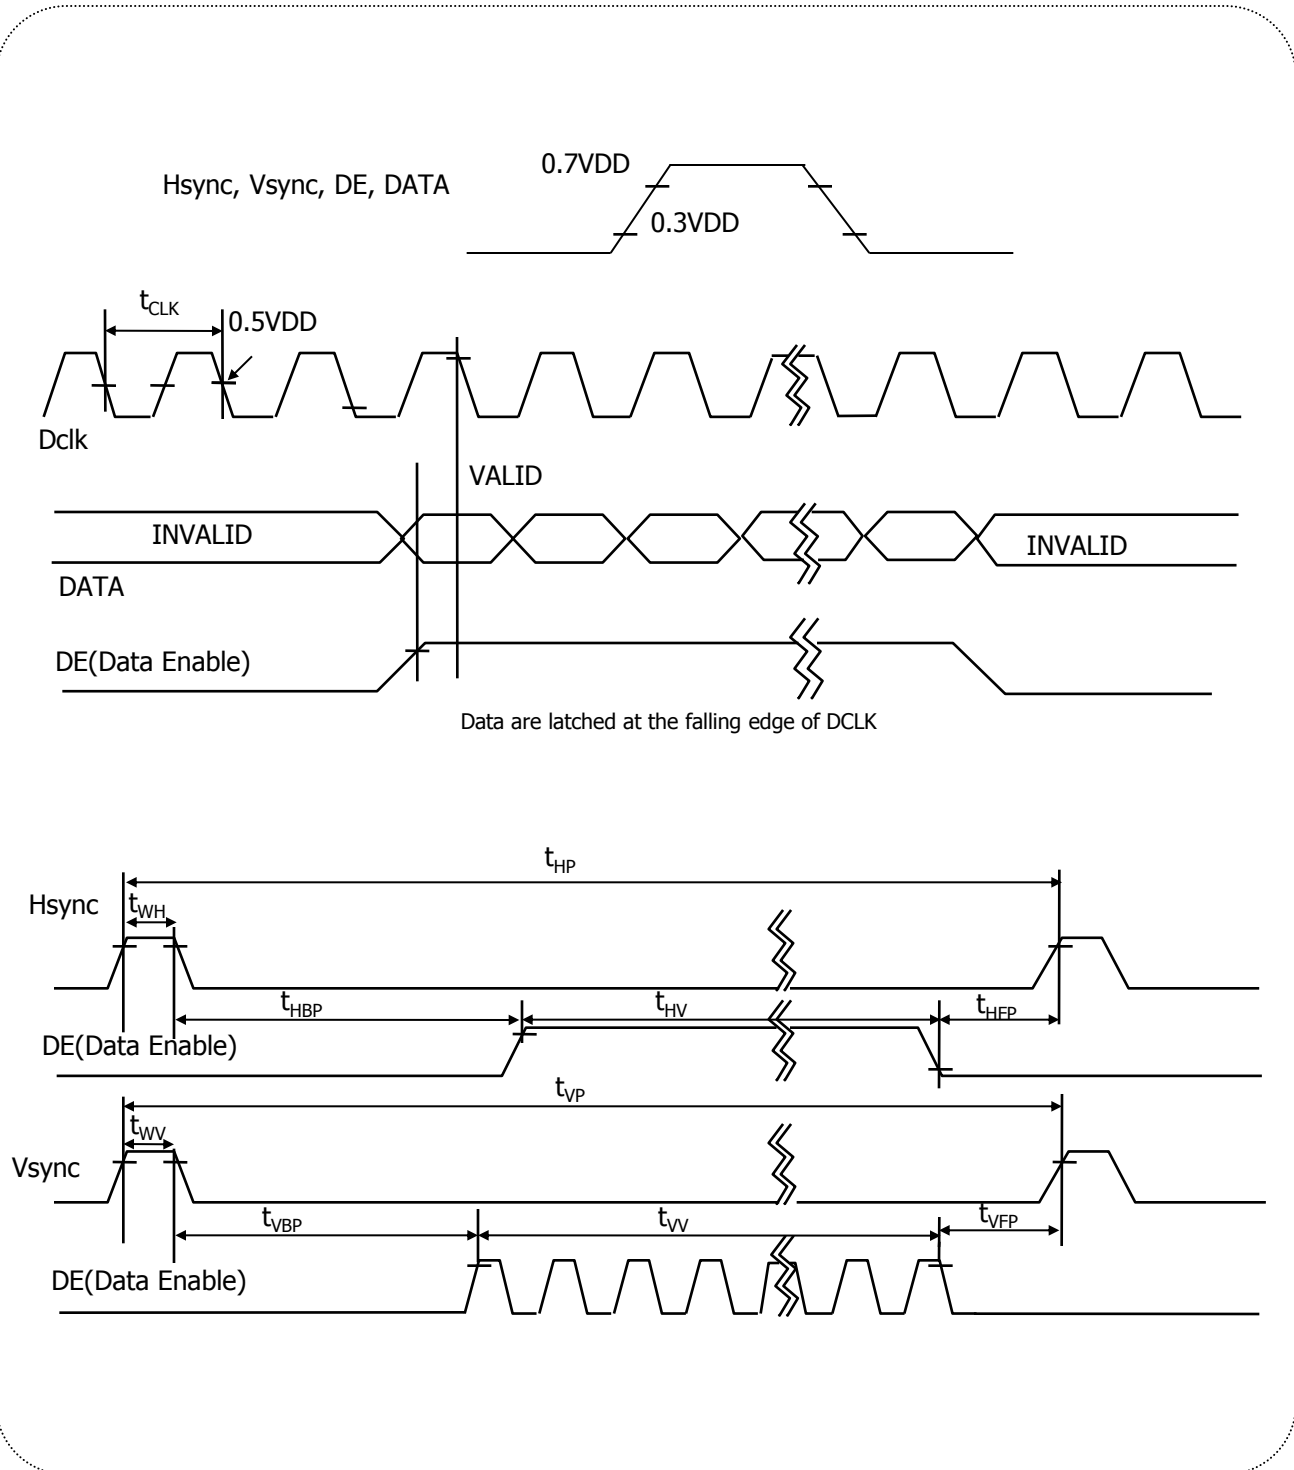 0.7VDD
Hsync, Vsync, DE, DATA
0.3VDD
tCLK
0.5VDD
Dclk
VALID
INVALID
INVALID
DATA
DE(Data Enable)
Data are latched at the falling edge of DCLK
tHP
Hsync
tWH
tHBP
tHV
tHFP
DE(Data Enable)
tVP
tWV
Vsync
tVBP
tVV
tVFP
DE(Data Enable)